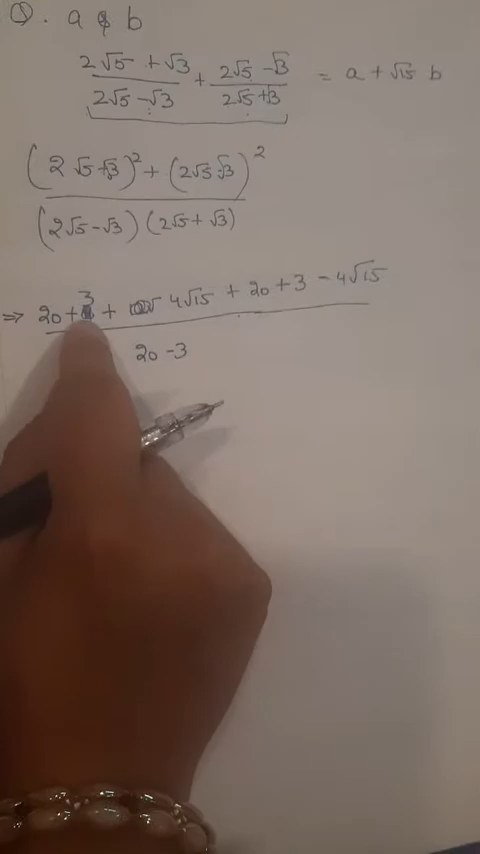 Q. a & b
2√5 + √3 / 2√5 - √3 + 2√5 - √3 / 2√5 + √3 = a + √15 b
(2√5 + √3)² + (2√5 √3)²
(2√5 - √3) (2√5 + √3)
⇒ 20 + 3 + 4√15 + 20 + 3 - 4√15
20 - 3